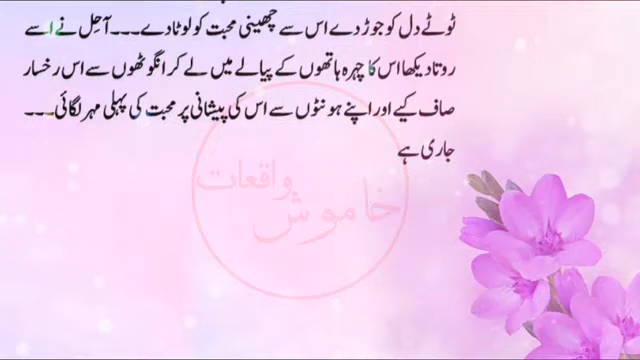 ٹوٹے دل کو جوڑ دے اس سے چھینی محبت کو لوٹا دے۔۔۔ آحِل نے اسے
روتا دیکھا اس کا چہرہ ہاتھوں کے پیالے میں لے کر انگوٹھوں سے اس رخسار
صاف کیے اور اپنے ہونٹوں سے اس کی پیشانی پر محبت کی پہلی مہر لگائی۔۔۔
جاری ہے
خاموش واقعات